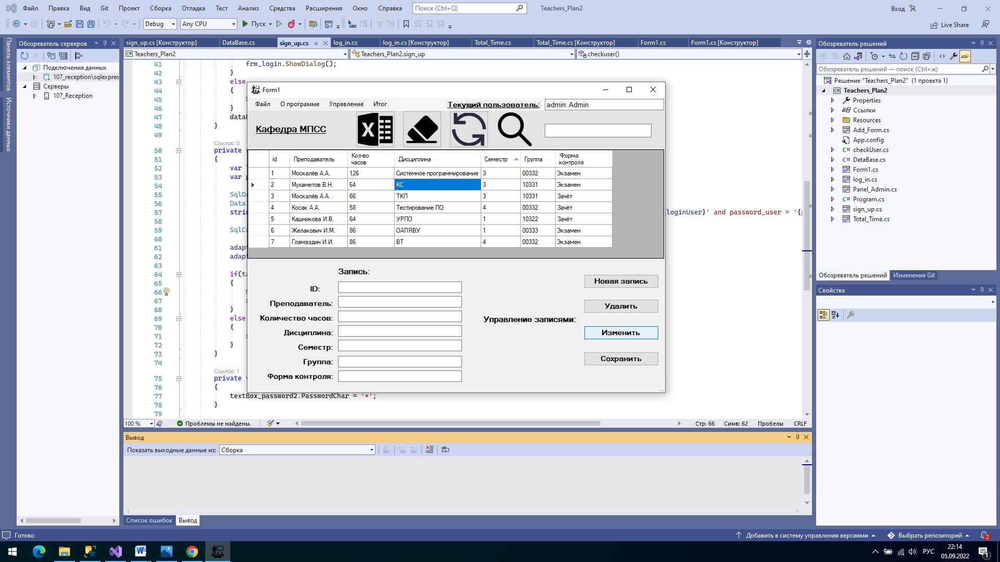 Файл Правка Вид Git Проект Сборка Отладка Тест Анализ Средства Расширения Окно Справка Поиск (Ctrl+Q) Teachers_Plan2 Вход
Debug Any CPU Пуск Live Share
Панель элементов
Источники данных
Обозреватель серверов
Подключения данных
107_reception\sqlexpres
Серверы
107_Reception
sign_up.cs [Конструктор] DataBase.cs sign_up.cs log_in.cs log_in.cs [Конструктор] Total_Time.cs Total_Time.cs [Конструктор] Form1.cs Form1.cs [Конструктор]
Teachers_Plan2 Teachers_Plan2.sign_up checkuser()
41 frm_login.ShowDialog();
42 }
43 else
44 {
45
46 }
47
48 }
49
Ссылок: 0
50 private
51 {
52 var
53 var
54
55 SqlDa
56
57 strin loginUser}' and password_user = '{
58
59 SqlCo
60
61 adapt
62 adapt
63
64 if(ta
65 {
66
67
68 }
69 else
70 {
71
72 }
73 }
74
Ссылок: 1
75 private
76 {
77 textBox_password2.PasswordChar = '*';
78 }
79
Form1
Файл О программе Управление Итог Текущий пользователь: admin: Admin
Кафедра МПСС
id Преподаватель Кол-во часов Дисциплина Семестр Группа Форма контроля
1 Москалёв А.А. 126 Системное программирование 3 00332 Экзамен
2 Мухаметов В.Н. 64 КС 3 10331 Экзамен
3 Москалёв А.А. 66 ТКП 3 10331 Зачёт
4 Косак А.А. 58 Тестирование ПО 4 00332 Зачёт
5 Кашникова И.В. 64 УРПО 1 10322 Зачёт
6 Желакович И.М. 86 ОАПЯВУ 1 00333 Экзамен
7 Гламаздин И.И. 86 ВТ 4 00332 Экзамен
Запись:
ID:
Преподаватель:
Количество часов:
Дисциплина:
Семестр:
Группа:
Форма контроля:
Управление записями:
Новая запись
Удалить
Изменить
Сохранить
100 % Проблемы не найдены. Стр: 66 Симв: 62 Пробелы CRLF
Вывод
Показать выходные данные из: Сборка
Список ошибок Вывод
Обозреватель решений
Обозреватель решений — поиск (Ctrl+ж)
Решение "Teachers_Plan2" (1 проекта 1)
Teachers_Plan2
Properties
Ссылки
Resources
Add_Form.cs
App.config
checkUser.cs
DataBase.cs
Form1.cs
log_in.cs
Panel_Admin.cs
Program.cs
sign_up.cs
Total_Time.cs
Обозреватель решений Изменения Git
Свойства
Готово Добавить в систему управления версиями Выбрать репозиторий 2
РУС 22:14
05.09.2022 1